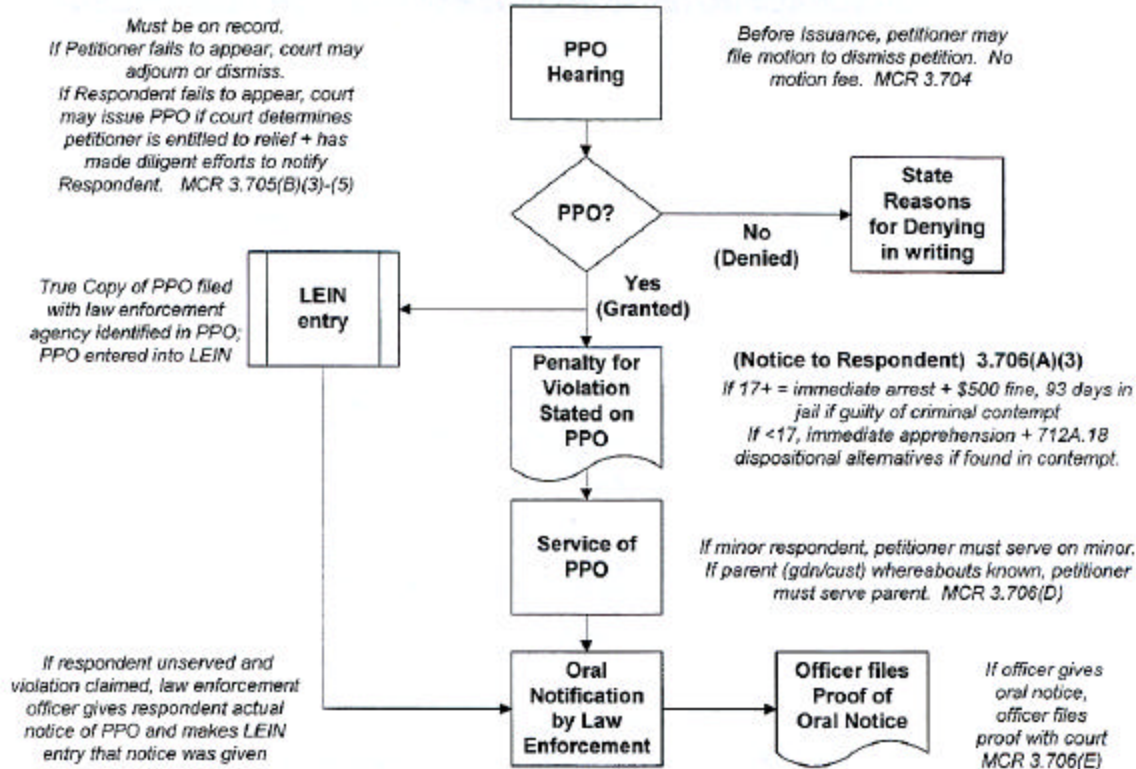 Must be on record.
If Petitioner fails to appear, court may
adjourn or dismiss.
If Respondent fails to appear, court
may issue PPO if court determines
petitioner is entitled to relief + has
made diligent efforts to notify
Respondent. MCR 3.705(B)(3)-(5)
PPO
Hearing
Before Issuance, petitioner may
file motion to dismiss petition. No
motion fee. MCR 3.704
PPO?
No
(Denied)
State
Reasons
for Denying
in writing
Yes
(Granted)
True Copy of PPO filed
with law enforcement
agency identified in PPO;
PPO entered into LEIN
LEIN
entry
Penalty for
Violation
Stated on
PPO
(Notice to Respondent) 3.706(A)(3)
If 17+ = immediate arrest + $500 fine, 93 days in
jail if guilty of criminal contempt
If <17, immediate apprehension + 712A.18
dispositional alternatives if found in contempt.
Service of
PPO
If minor respondent, petitioner must serve on minor.
If parent (gdn/cust) whereabouts known, petitioner
must serve parent. MCR 3.706(D)
If respondent unserved and
violation claimed, law enforcement
officer gives respondent actual
notice of PPO and makes LEIN
entry that notice was given
Oral
Notification
by Law
Enforcement
Officer files
Proof of
Oral Notice
If officer gives
oral notice,
officer files
proof with court
MCR 3.706(E)